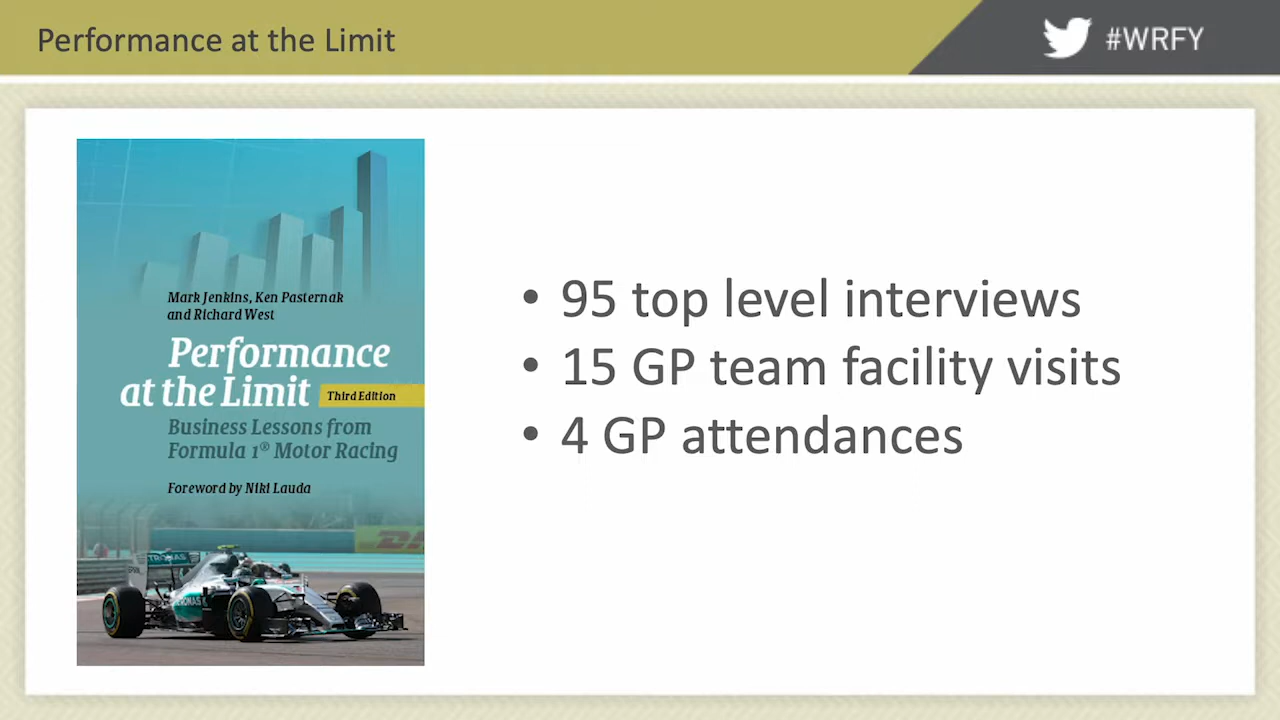 Performance at the Limit
#WRFY
Mark Jenkins, Ken Pasternak
and Richard West
Performance
at the Limit
Third Edition
Business Lessons from
Formula 1® Motor Racing
Foreword by Niki Lauda
• 95 top level interviews
• 15 GP team facility visits
• 4 GP attendances